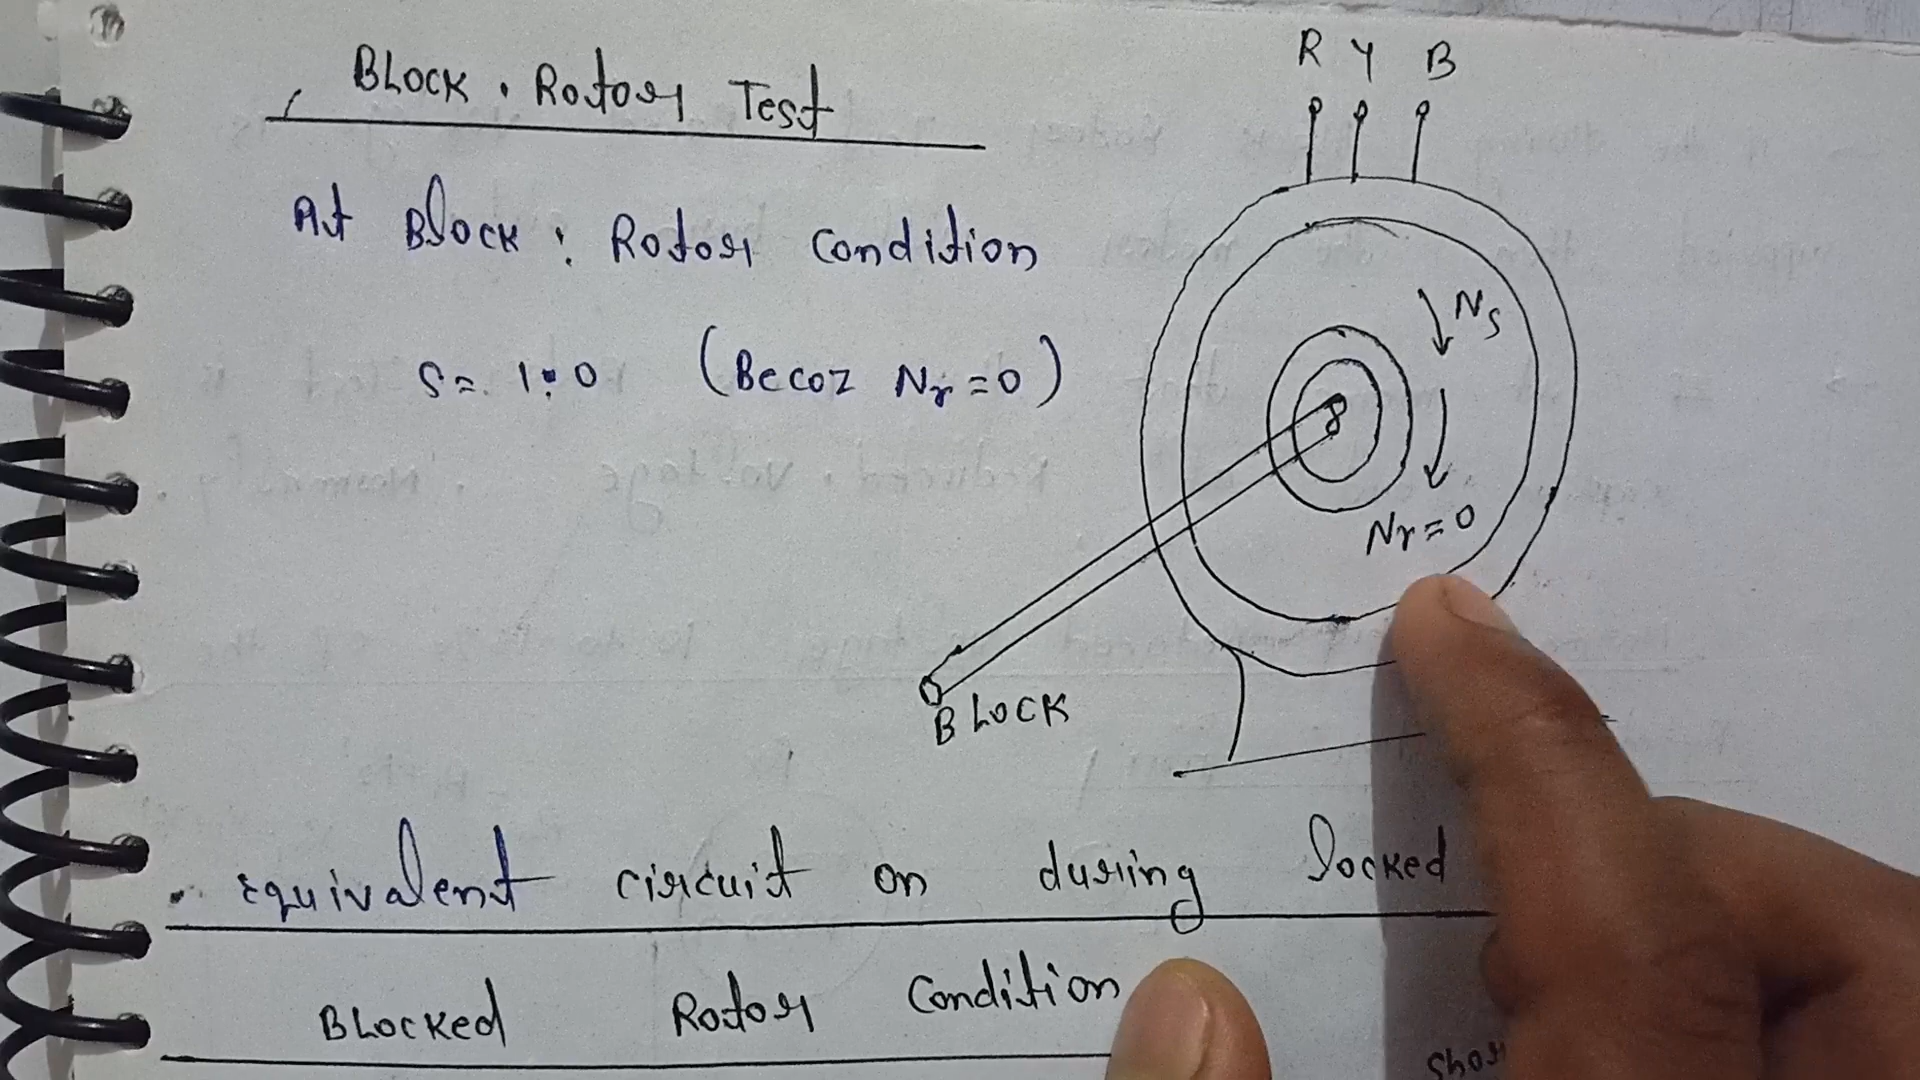 Block Rotor Test
At Block Rotor Condition
S = 1.0 (Becoz Nr = 0)
R Y B
Ns
Nr = 0
BLOCK
equivalent circuit on during locked
Blocked Rotor Condition